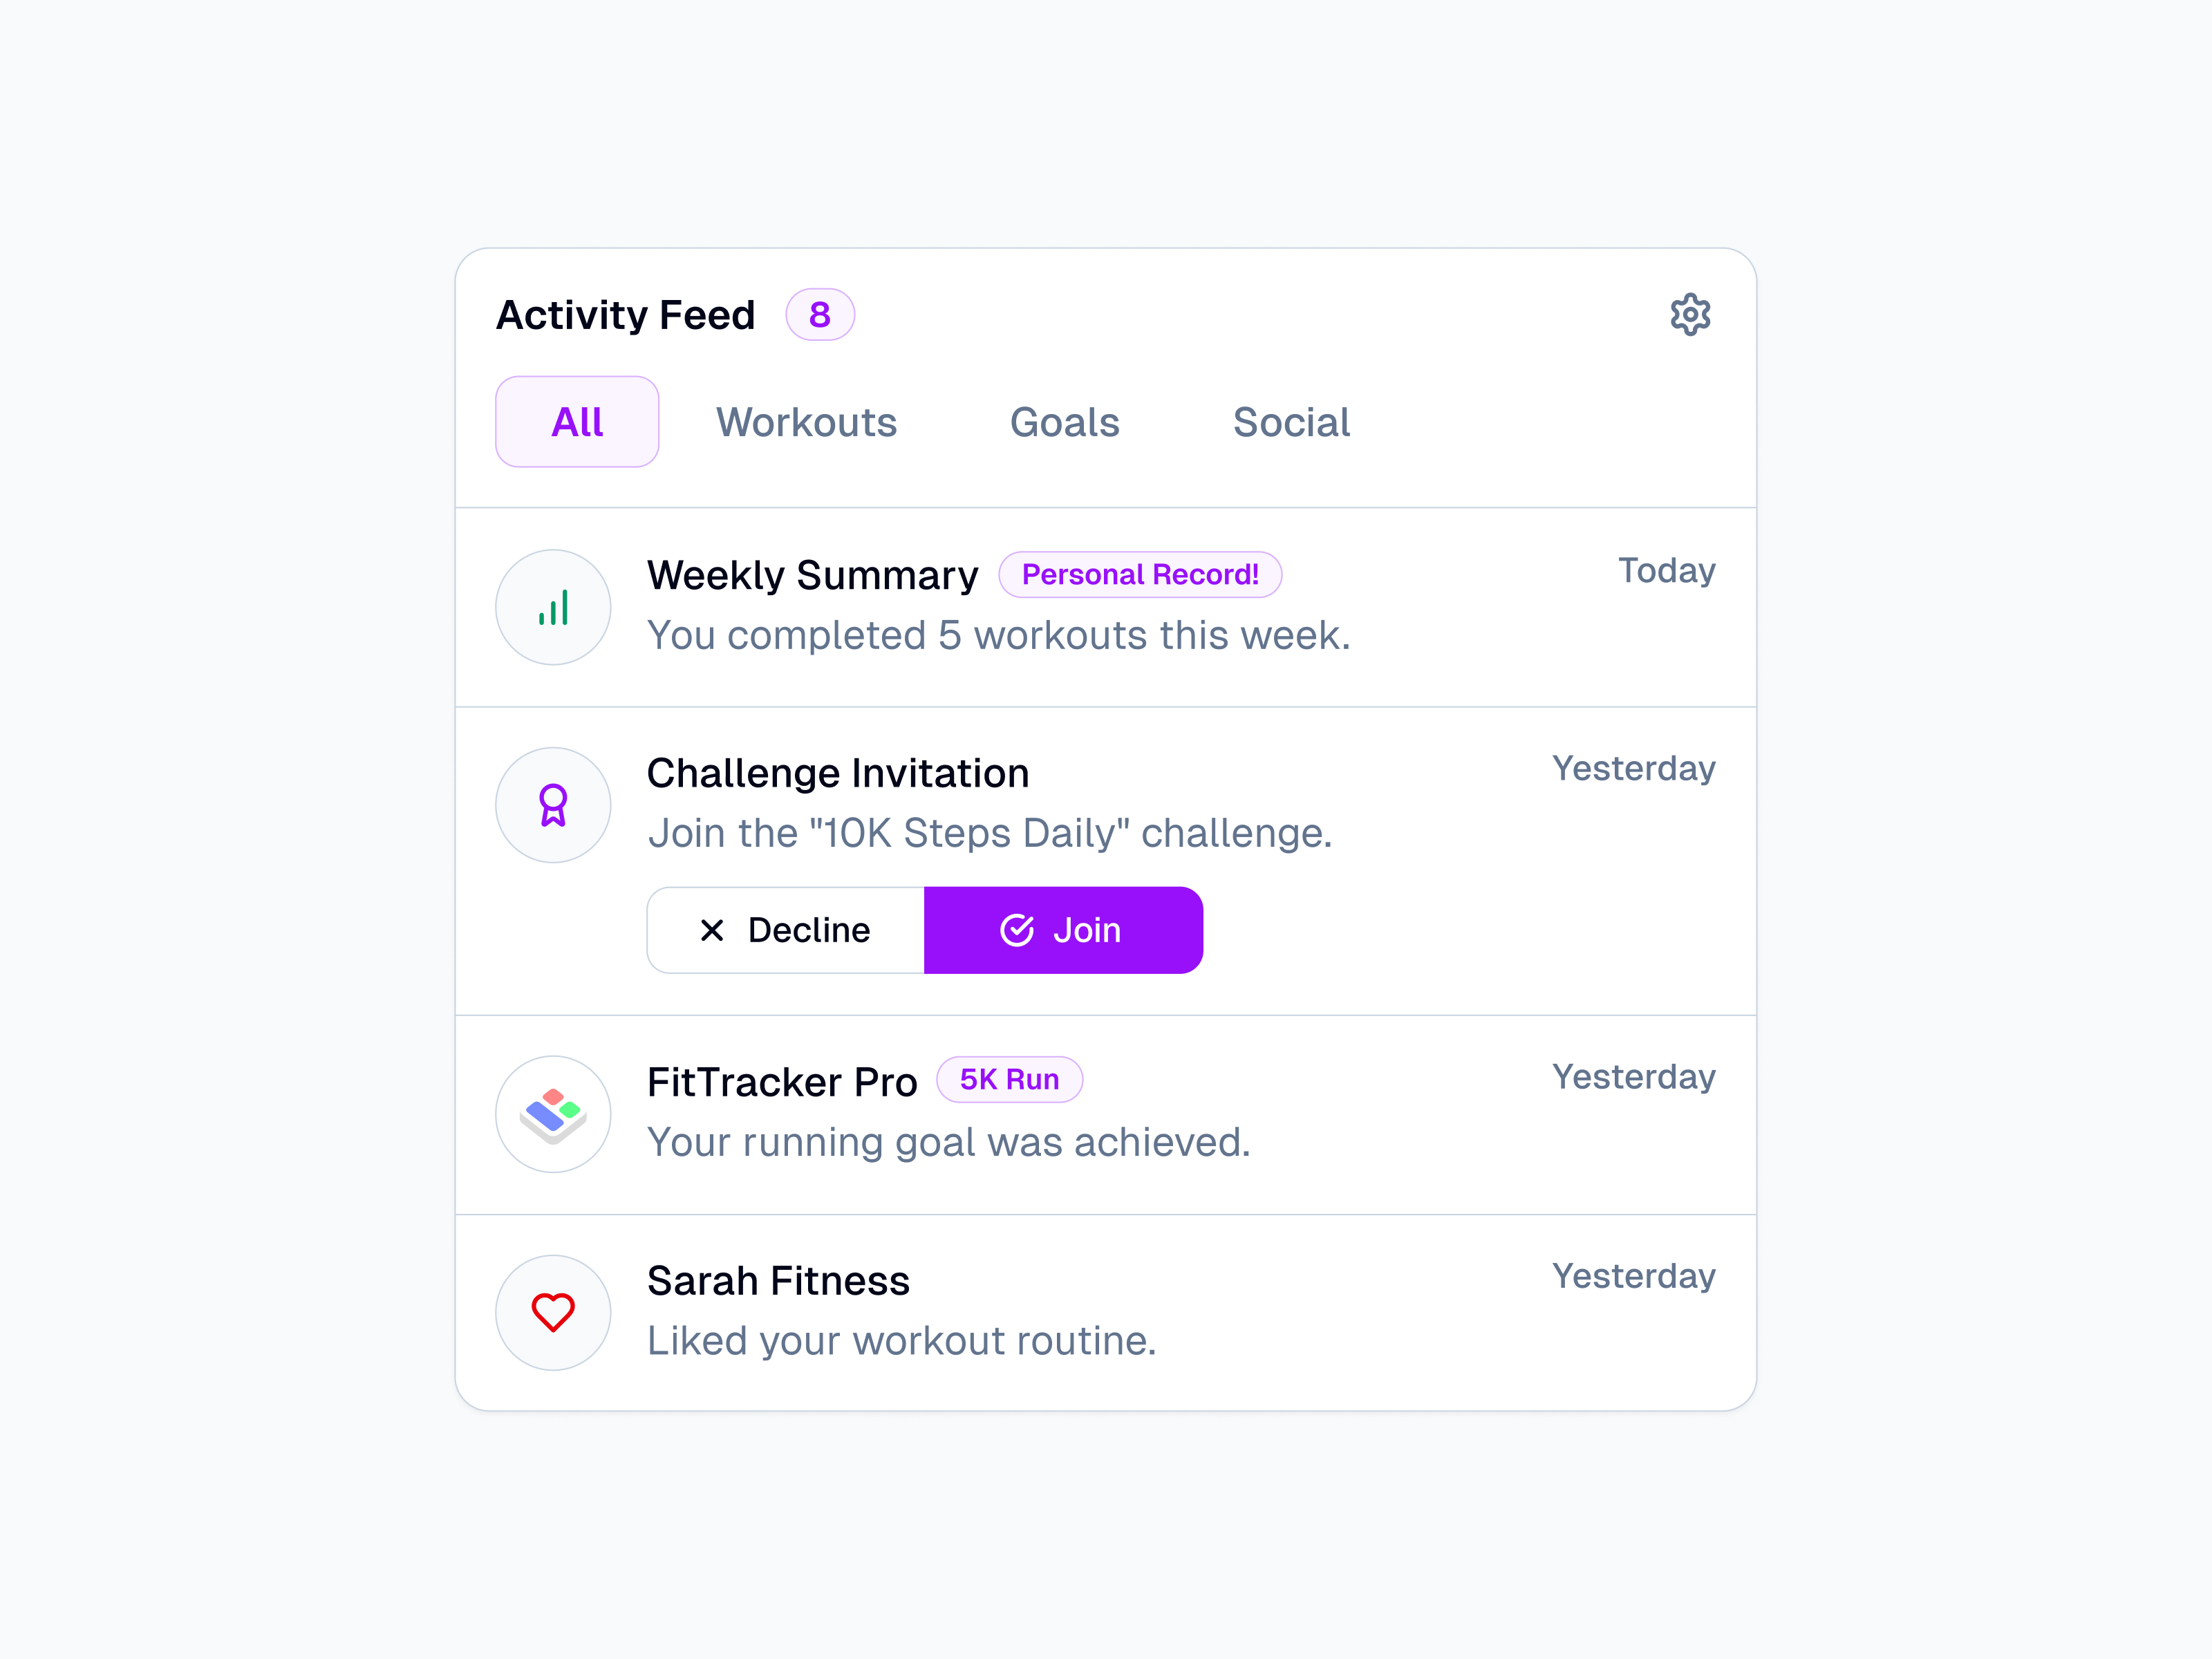 Activity Feed 8
All Workouts Goals Social
Weekly Summary Personal Record! Today
You completed 5 workouts this week.
Challenge Invitation Yesterday
Join the "10K Steps Daily" challenge.
Decline Join
FitTracker Pro 5K Run Yesterday
Your running goal was achieved.
Sarah Fitness Yesterday
Liked your workout routine.